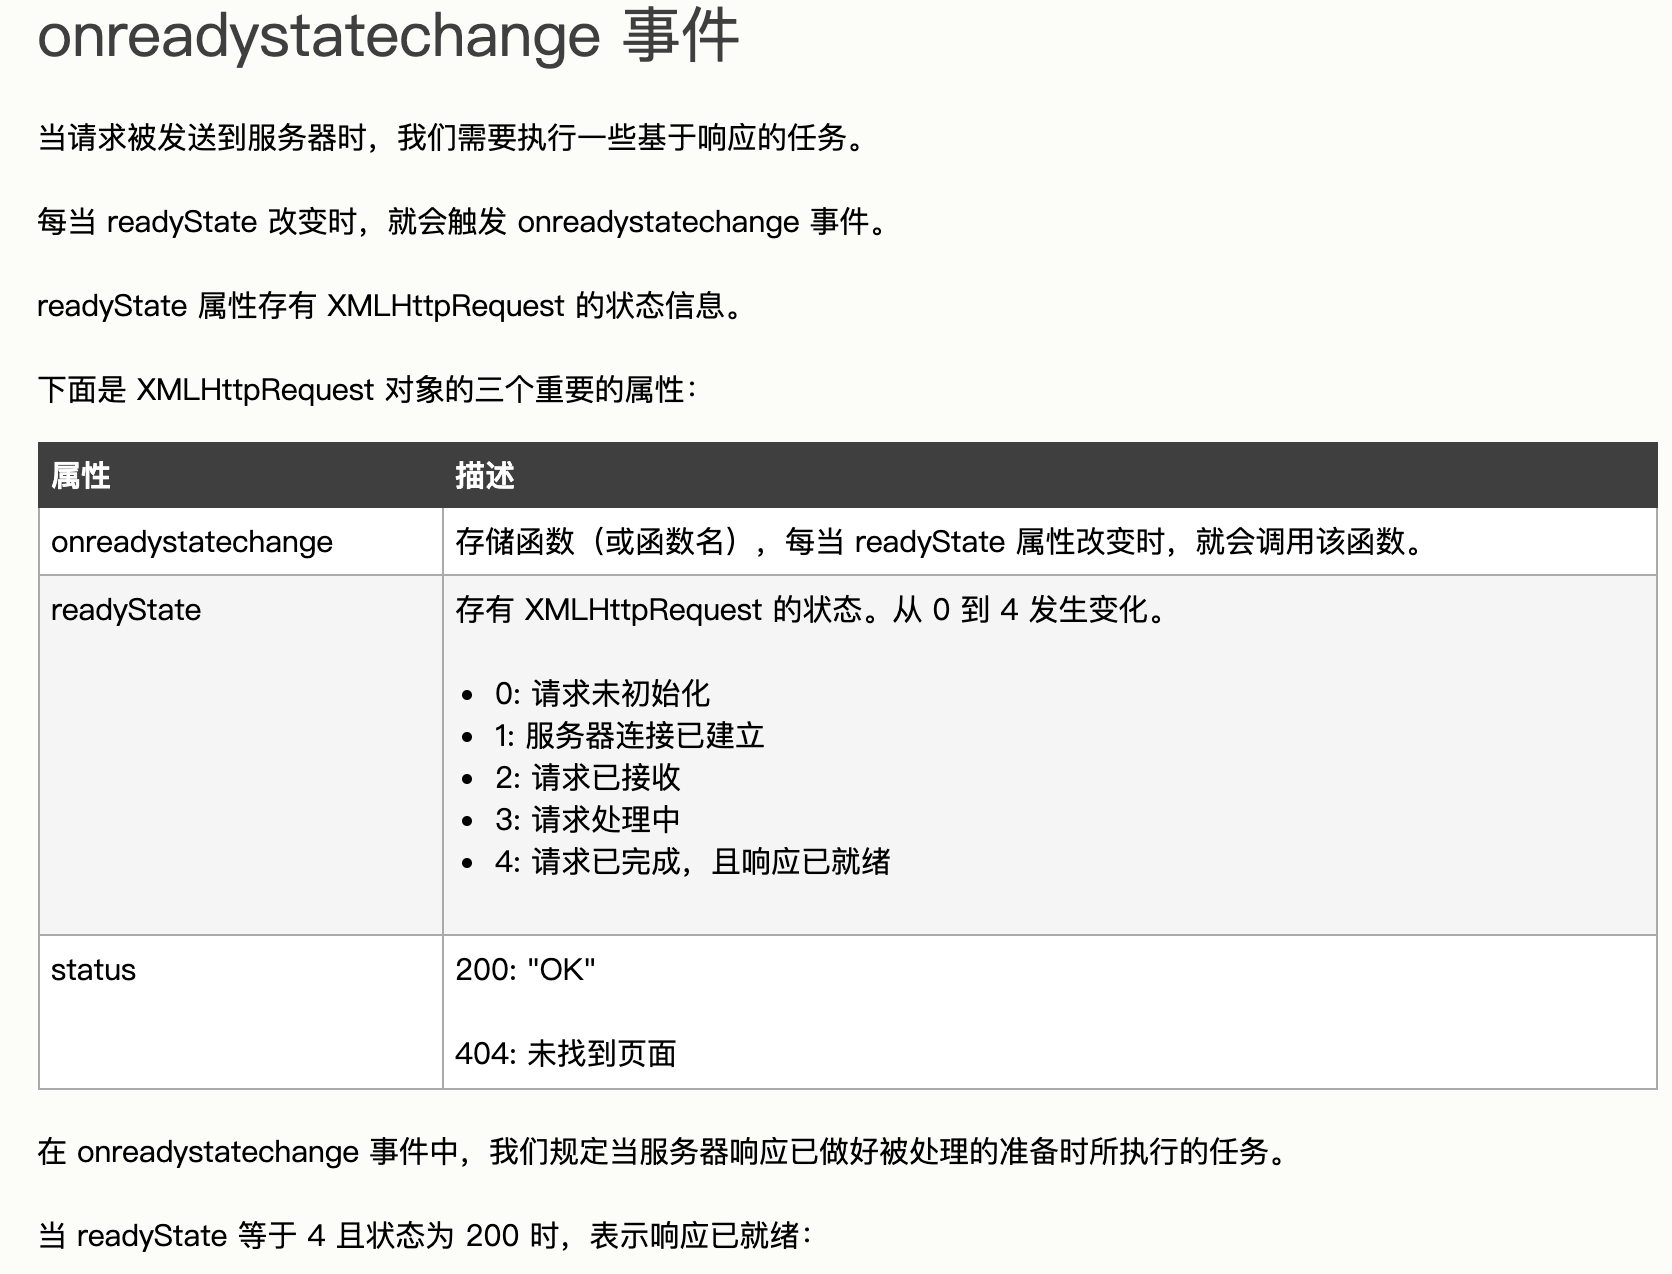 onreadystatechange 事件
当请求被发送到服务器时，我们需要执行一些基于响应的任务。
每当 readyState 改变时，就会触发 onreadystatechange 事件。
readyState 属性存有 XMLHttpRequest 的状态信息。
下面是 XMLHttpRequest 对象的三个重要的属性：
属性 描述
onreadystatechange 存储函数（或函数名），每当 readyState 属性改变时，就会调用该函数。
readyState 存有 XMLHttpRequest 的状态。从 0 到 4 发生变化。
• 0: 请求未初始化
• 1: 服务器连接已建立
• 2: 请求已接收
• 3: 请求处理中
• 4: 请求已完成，且响应已就绪
status 200: "OK"
404: 未找到页面
在 onreadystatechange 事件中，我们规定当服务器响应已做好被处理的准备时所执行的任务。
当 readyState 等于 4 且状态为 200 时，表示响应已就绪：